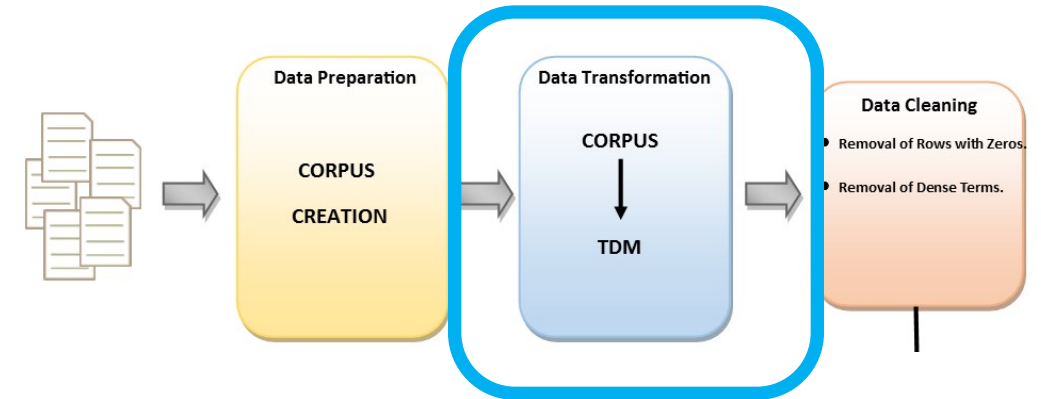 Data Preparation
CORPUS
CREATION
Data Transformation
CORPUS
TDM
Data Cleaning
• Removal of Rows with Zeros.
• Removal of Dense Terms.